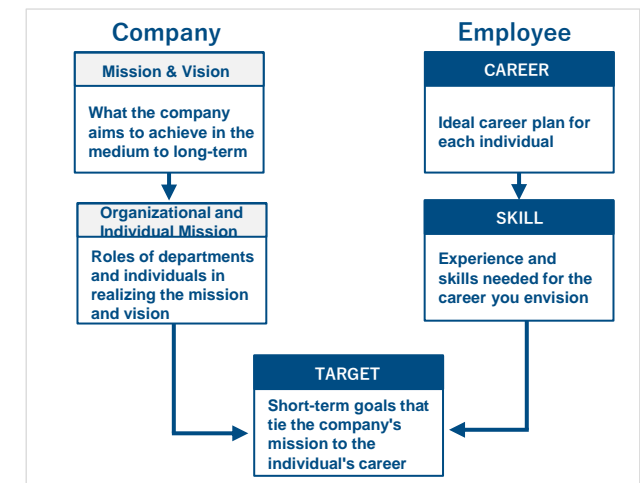 Company
Mission & Vision
What the company
aims to achieve in the
medium to long-term
Organizational and
Individual Mission
Roles of departments
and individuals in
realizing the mission
and vision
Employee
CAREER
Ideal career plan for
each individual
SKILL
Experience and
skills needed for the
career you envision
TARGET
Short-term goals that
tie the company's
mission to the
individual's career